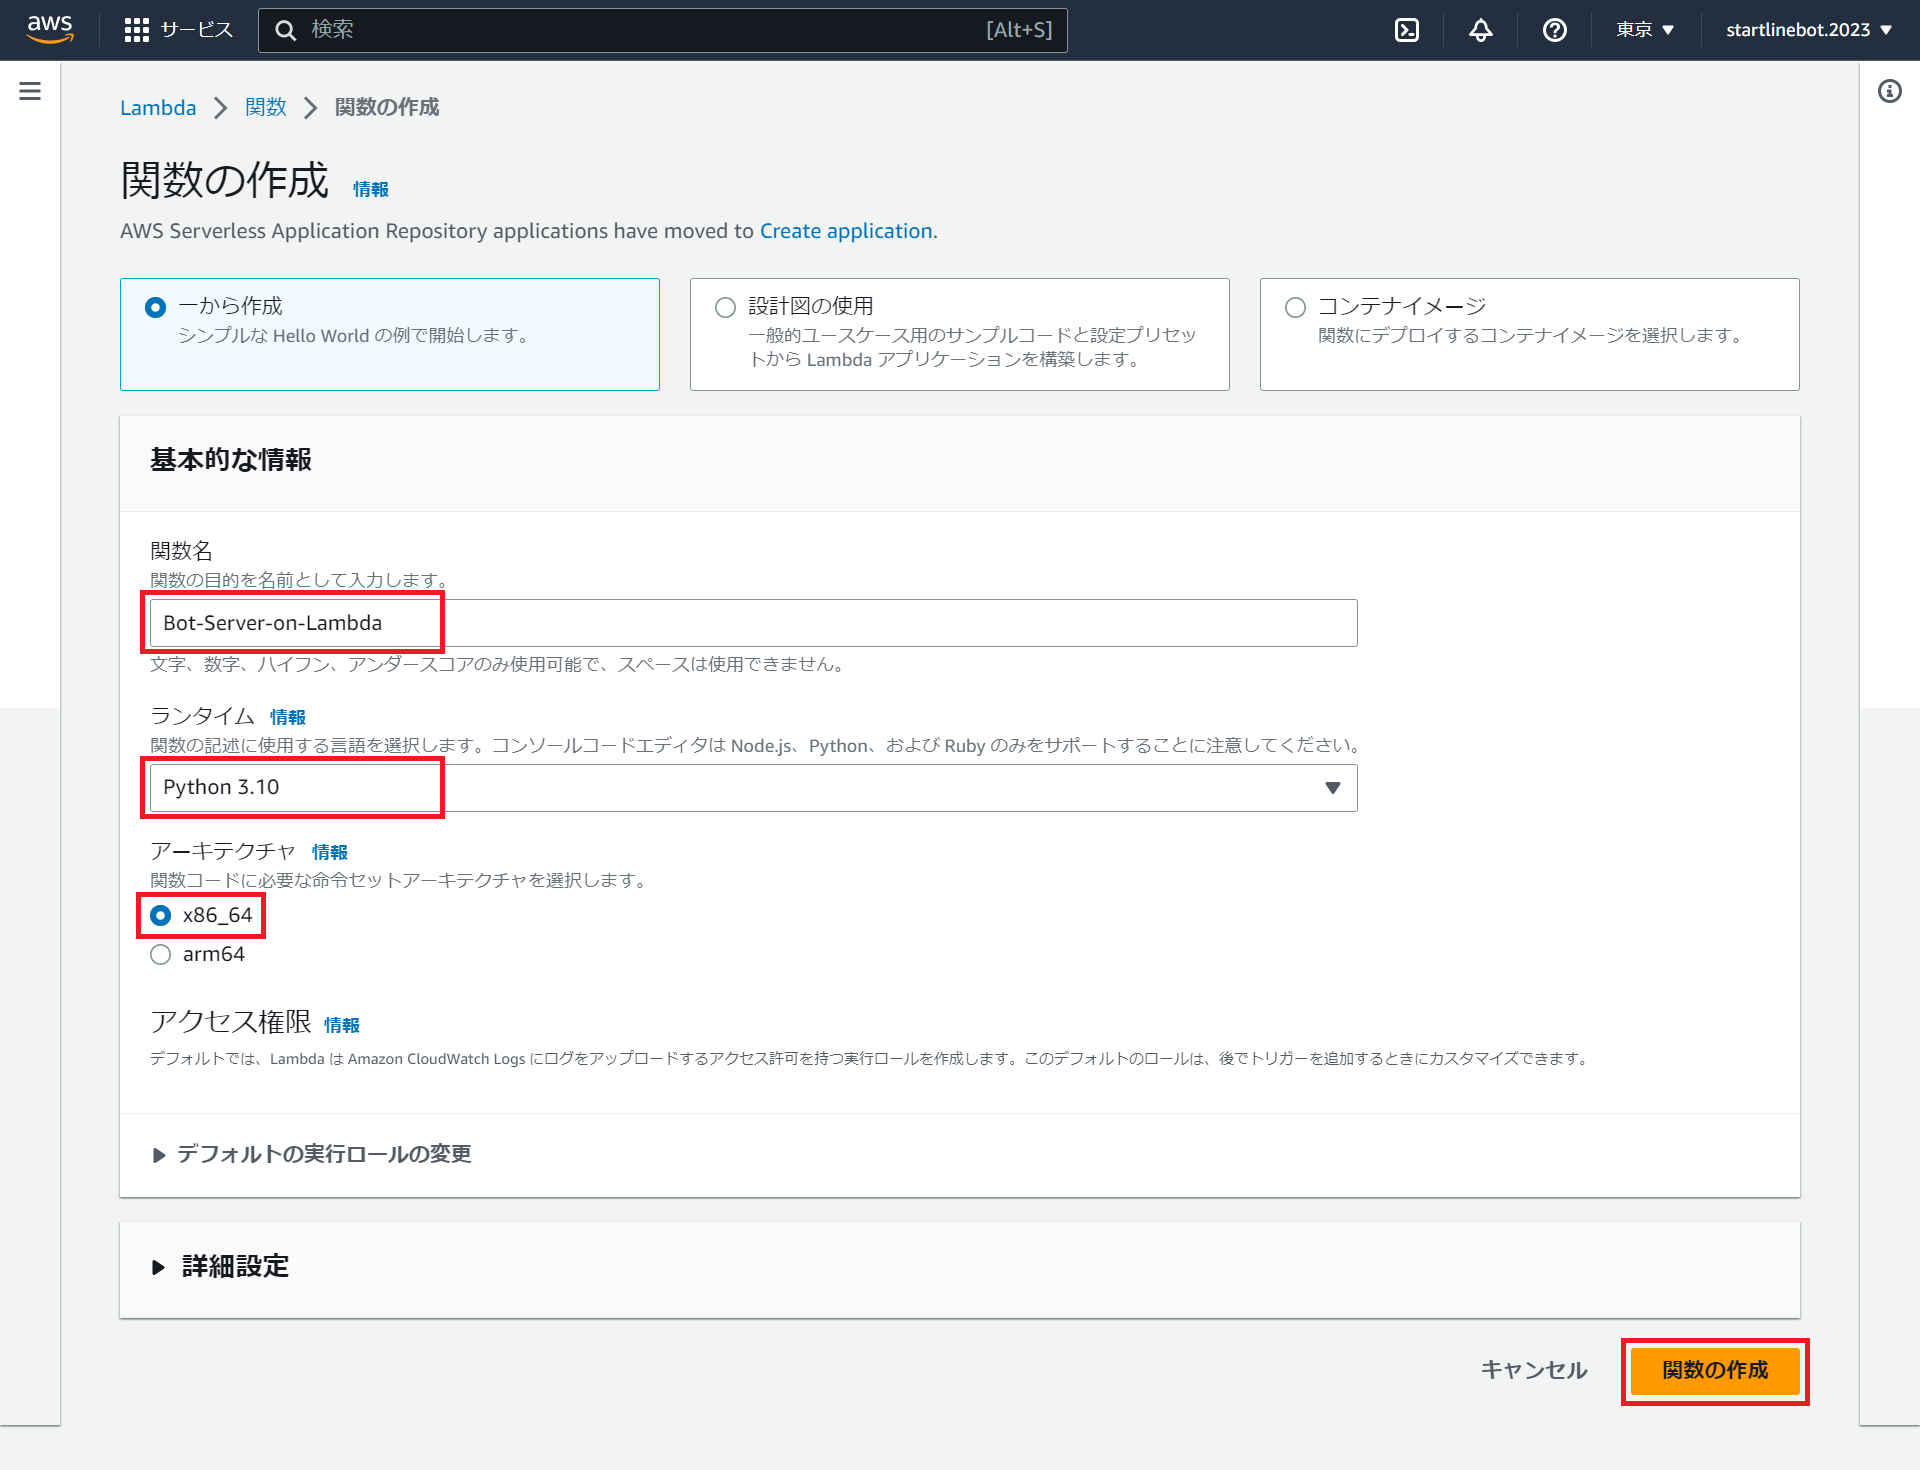 aws
サービス
検索
[Alt+S]
東京
startlinebot.2023
Lambda
関数
関数の作成
関数の作成
情報
AWS Serverless Application Repository applications have moved to Create application.
一から作成
シンプルな Hello World の例で開始します。
設計図の使用
一般的ユースケース用のサンプルコードと設定プリセッ
トから Lambda アプリケーションを構築します。
コンテナイメージ
関数にデプロイするコンテナイメージを選択します。
基本的な情報
関数名
関数の目的を名前として入力します。
Bot-Server-on-Lambda
文字、数字、ハイフン、アンダースコアのみ使用可能で、スペースは使用できません。
ランタイム 情報
関数の記述に使用する言語を選択します。コンソールコードエディタは Node.js、Python、および Ruby のみをサポートすることに注意してください。
Python 3.10
アーキテクチャ 情報
関数コードに必要な命令セットアーキテクチャを選択します。
x86_64
arm64
アクセス権限 情報
デフォルトでは、Lambda は Amazon CloudWatch Logs にログをアップロードするアクセス許可を持つ実行ロールを作成します。このデフォルトのロールは、後でトリガーを追加するときにカスタマイズできます。
デフォルトの実行ロールの変更
詳細設定
キャンセル
関数の作成